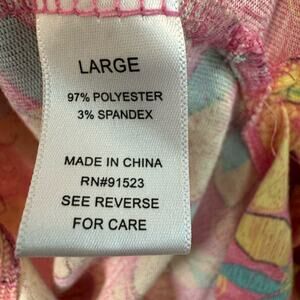 LARGE
97% POLYESTER
3% SPANDEX
MADE IN CHINA
RN#91523
SEE REVERSE
FOR CARE